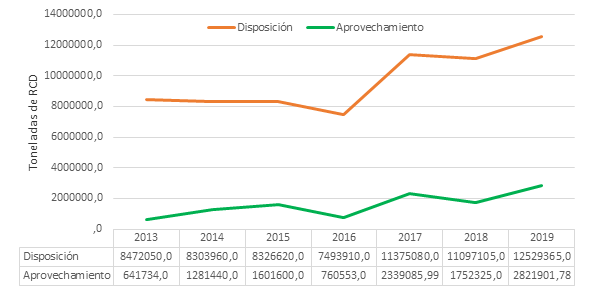 14000000,0
Disposición Aprovechamiento
12000000,0
10000000,0
8000000,0
6000000,0
4000000,0
2000000,0
,0
Toneladas de RCD
2013 2014 2015 2016 2017 2018 2019
Disposición 8472050,0 8303960,0 8326620,0 7493910,0 11375080,0 11097105,0 12529365,0
Aprovechamiento 641734,0 1281440,0 1601600,0 760553,0 2339085,99 1752325,0 2821901,78